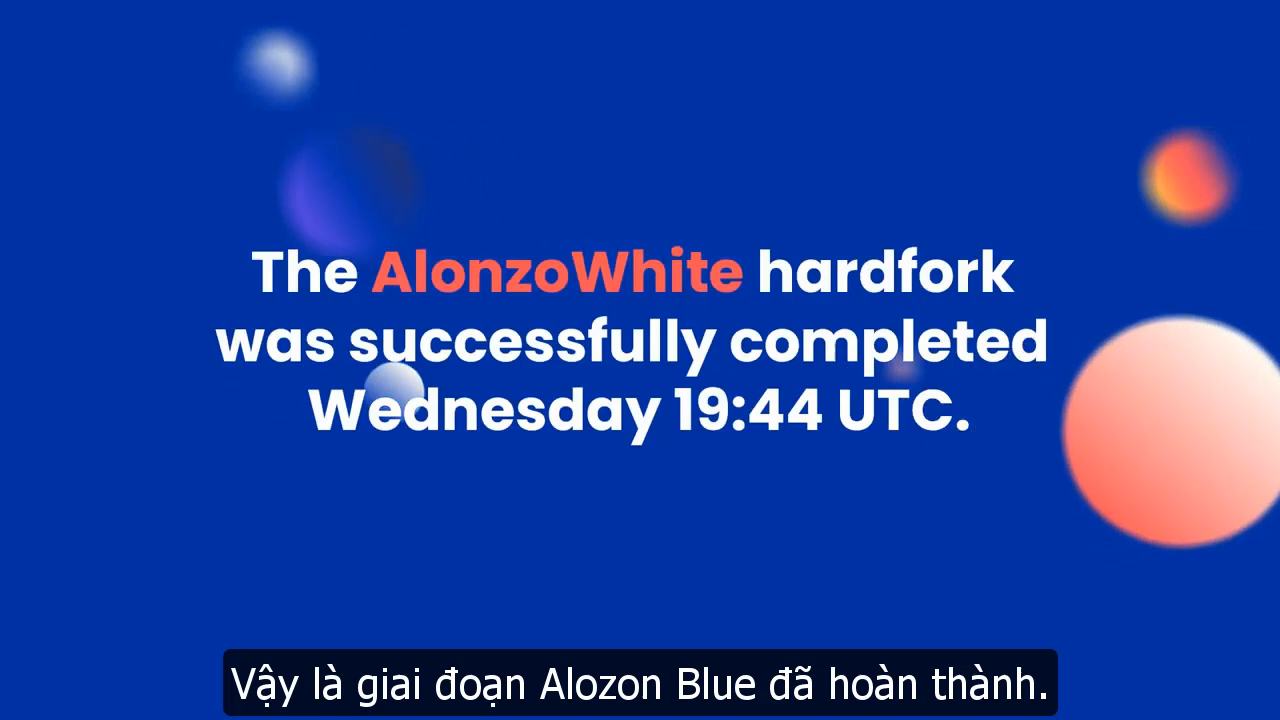 The AlonzoWhite hardfork
was successfully completed
Wednesday 19:44 UTC.
Vậy là giai đoạn Alozon Blue đã hoàn thành.